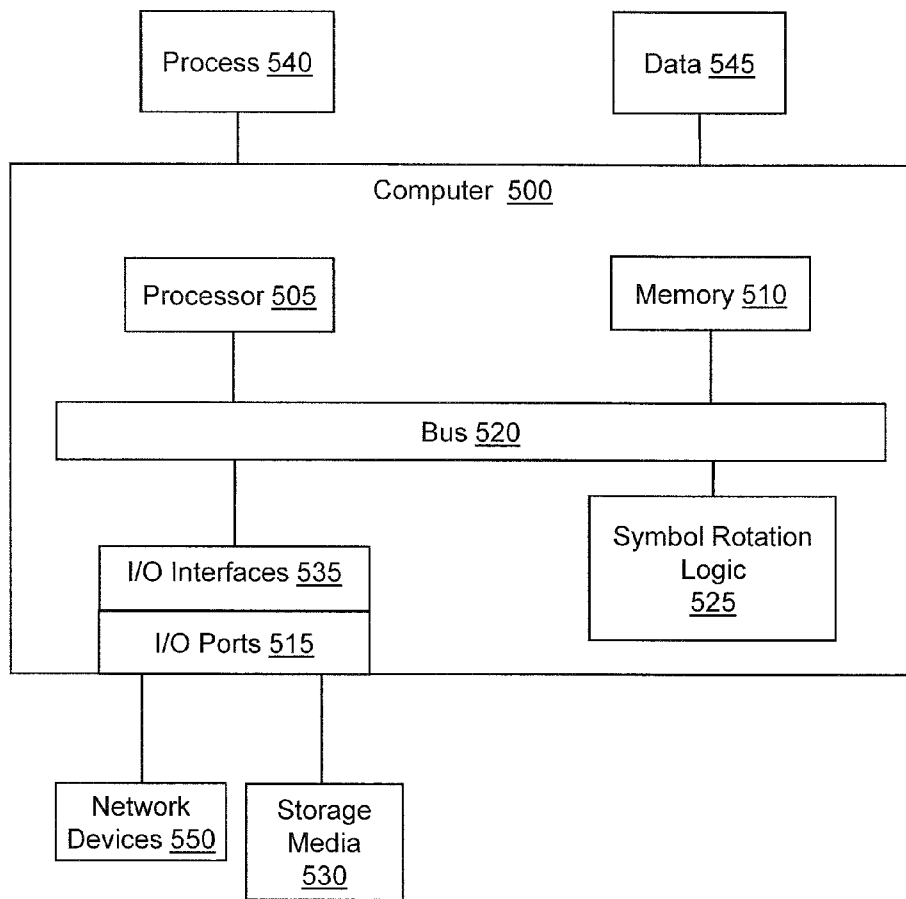 Process 540
Data 545
Computer 500
Processor 505
Memory 510
Bus 520
I/O Interfaces 535
Symbol Rotation
Logic
525
I/O Ports 515
Network
Devices 550
Storage
Media
530